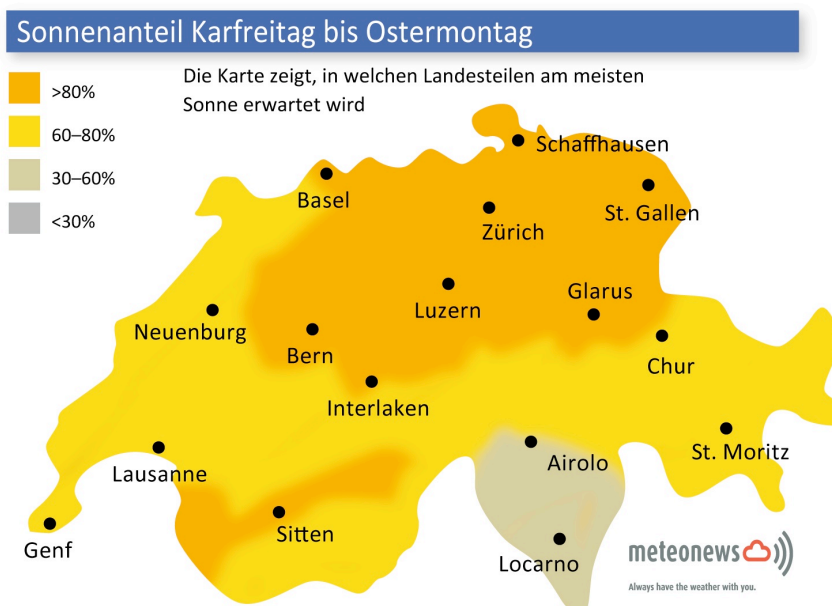 Sonnenanteil Karfreitag bis Ostermontag
Die Karte zeigt, in welchen Landesteilen am meisten
Sonne erwartet wird
>80%
60–80%
30–60%
<30%
Schaffhausen
Basel
St. Gallen
Zürich
Glarus
Luzern
Neuenburg
Bern
Chur
Interlaken
St. Moritz
Airolo
Lausanne
Sitten
Genf
Locarno
meteonews
Always have the weather with you.